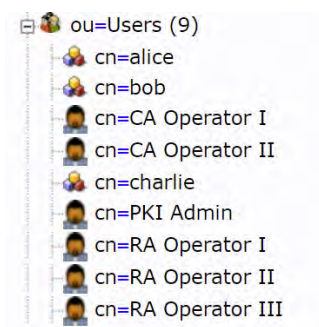 ou=Users (9)
cn=alice
cn=bob
cn=CA Operator I
cn=CA Operator II
cn=charlie
cn=PKI Admin
cn=RA Operator I
cn=RA Operator II
cn=RA Operator III